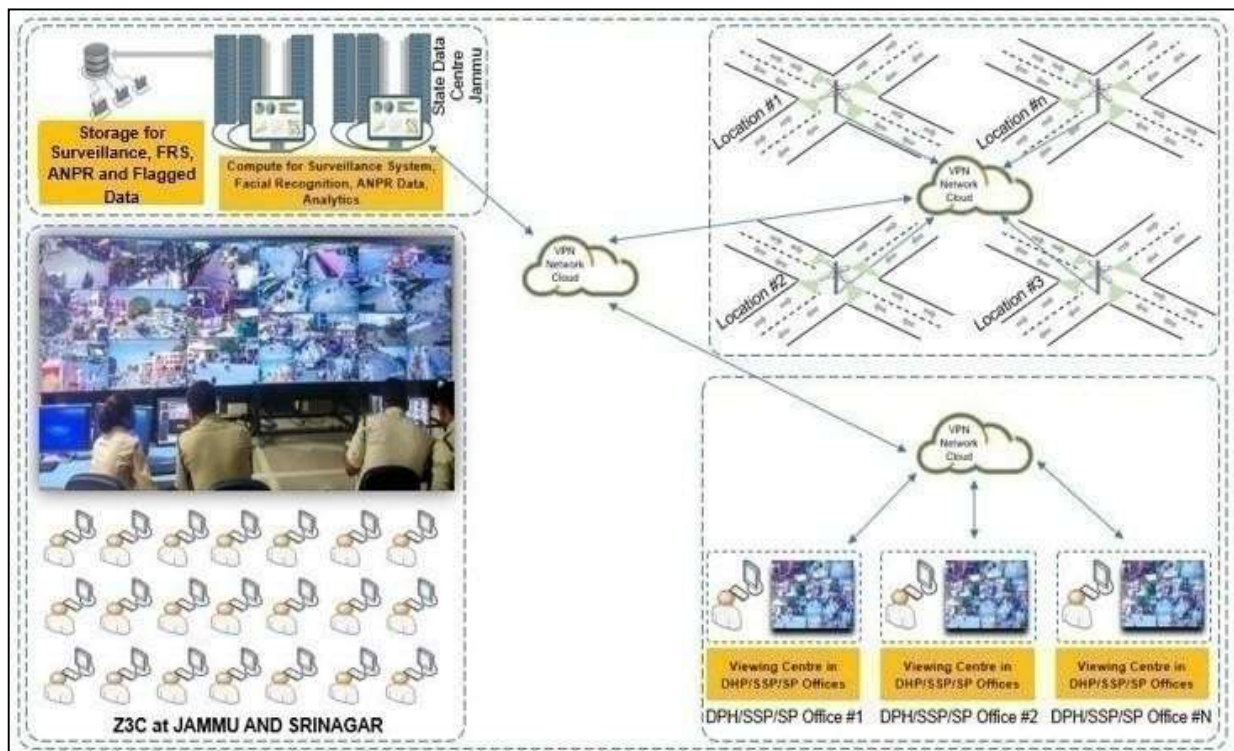 State Data
Centre
Jammu
Storage for
Surveillance, FRS,
ANPR and Flagged
Data
Compute for Surveillance System,
Facial Recognition, ANPR Data,
Analytics
Location #1
Location #n
VPN
Network
Cloud
Location #2
Location #3
VPN
Network
Cloud
VPN
Network
Cloud
Viewing Centre in
DHP/SSP/SP Offices
Viewing Centre in
DHP/SSP/SP Offices
Viewing Centre in
DHP/SSP/SP Offices
DPH/SSP/SP Office #1
DPH/SSP/SP Office #2
DPH/SSP/SP Office #N
Z3C at JAMMU AND SRINAGAR